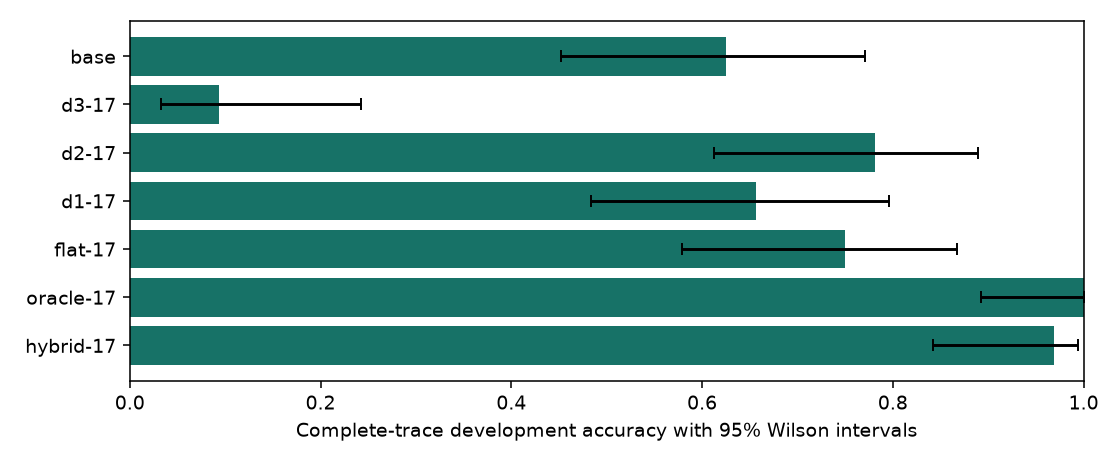 base
d3-17
d2-17
d1-17
flat-17
oracle-17
hybrid-17
0.0 0.2 0.4 0.6 0.8 1.0
Complete-trace development accuracy with 95% Wilson intervals